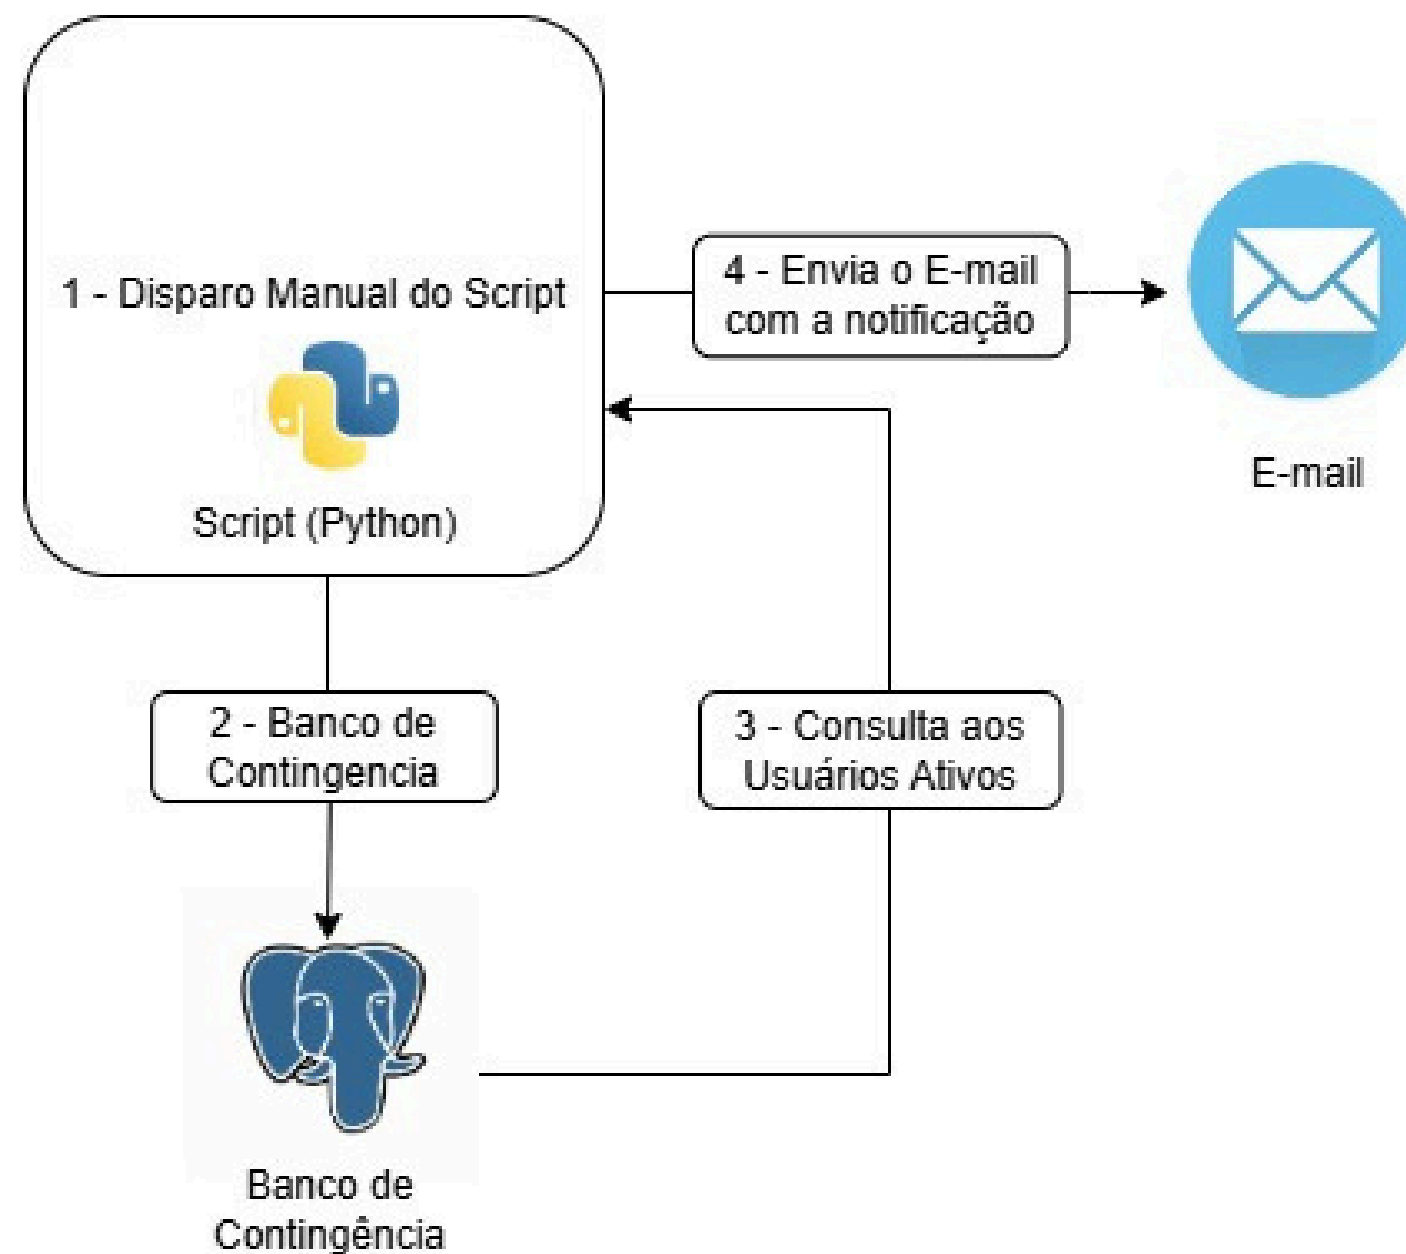 1 - Disparo Manual do Script
Script (Python)
4 - Envia o E-mail
com a notificação
E-mail
2 - Banco de
Contingencia
3 - Consulta aos
Usuários Ativos
Banco de
Contingência